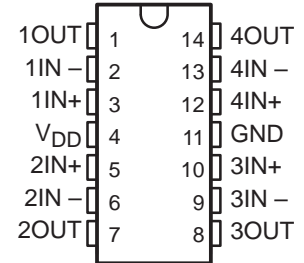 1OUT 1 14 4OUT
1IN – 2 13 4IN –
1IN+ 3 12 4IN+
VDD 4 11 GND
2IN+ 5 10 3IN+
2IN – 6 9 3IN –
2OUT 7 8 3OUT